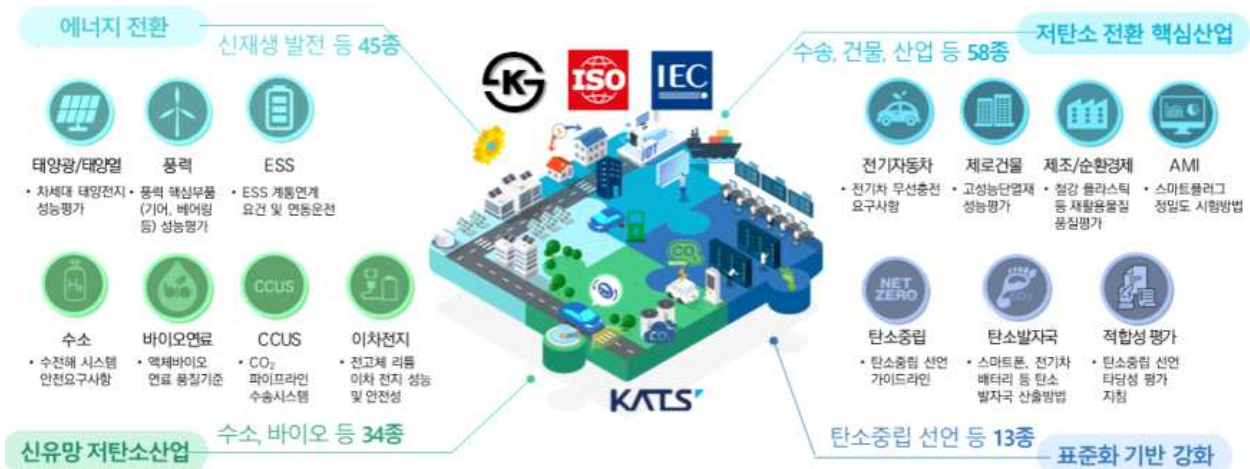 에너지 전환
신재생 발전 등 45종
태양광/태양열
• 차세대 태양전지
성능평가
풍력
• 풍력 핵심부품
(기어, 베어링
등) 성능평가
ESS
• ESS 계통연계
요건 및 연동운전
K
ISO
IEC
IOT
저탄소 전환 핵심산업
수송, 건물, 산업 등 58종
전기자동차
• 전기차 무선충전
요구사항
제로건물
• 고성능단열재
성능평가
제조/순환경제
• 철강 플라스틱
등 재활용물질
품질평가
AMI
• 스마트플러그
정밀도 시험방법
H₂
수소
• 수전해 시스템
안전요구사항
바이오연료
• 액체바이오
연료 품질기준
CCUS
CCUS
• CO₂
파이프라인
수송시스템
이차전지
• 전고체 리튬
이차 전지 성능
및 안전성
신유망 저탄소산업
수소, 바이오 등 34종
CO₂
CO₂
KATS
NET
ZERO
탄소중립
• 탄소중립 선언
가이드라인
CO₂
탄소발자국
• 스마트폰, 전기차
배터리 등 탄소
발자국 산출방법
적합성 평가
• 탄소중립 선언
타당성 평가
지침
탄소중립 선언 등 13종
표준화 기반 강화